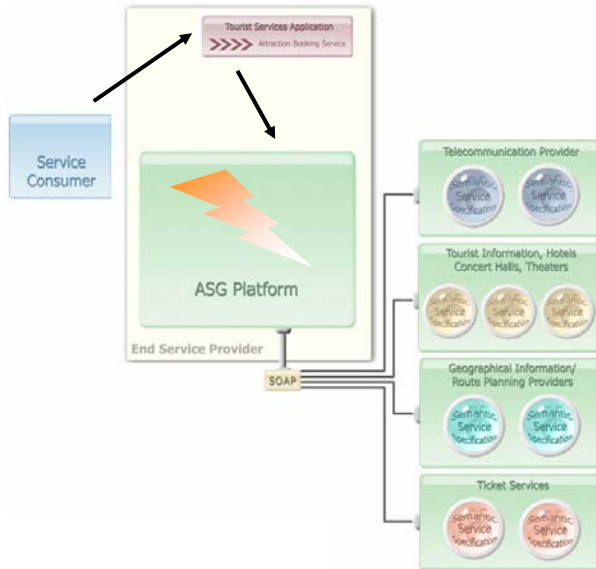 Tourist Services Application
Attraction Booking Service
Service
Consumer
ASG Platform
End Service Provider
SOAP
Telecommunication Provider
Semantic Service Specification
Semantic Service Specification
Tourist Information, Hotels
Concert Halls, Theaters
Semantic Service Specification
Semantic Service Specification
Semantic Service Specification
Geographical Information/
Route Planning Providers
Semantic Service Specification
Semantic Service Specification
Ticket Services
Semantic Service Specification
Semantic Service Specification